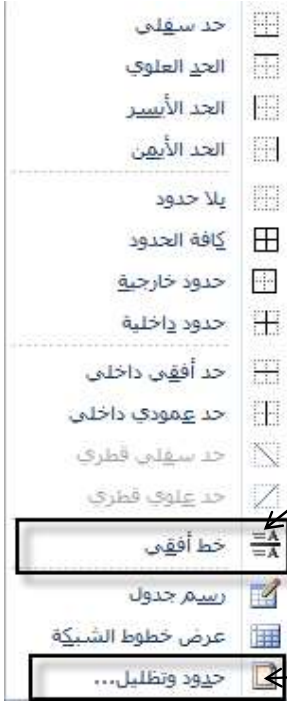 حد سفلي
الحد العلوي
الحد الأيسر
الحد الأيمن
بلا حدود
كافة الحدود
حدود خارجية
حدود داخلية
حد أفقي داخلي
حد عمودي داخلي
حد سفلي قطري
حد علوي قطري
خط أفقي
رسم جدول
عرض خطوط الشبكة
حدود وتظليل...